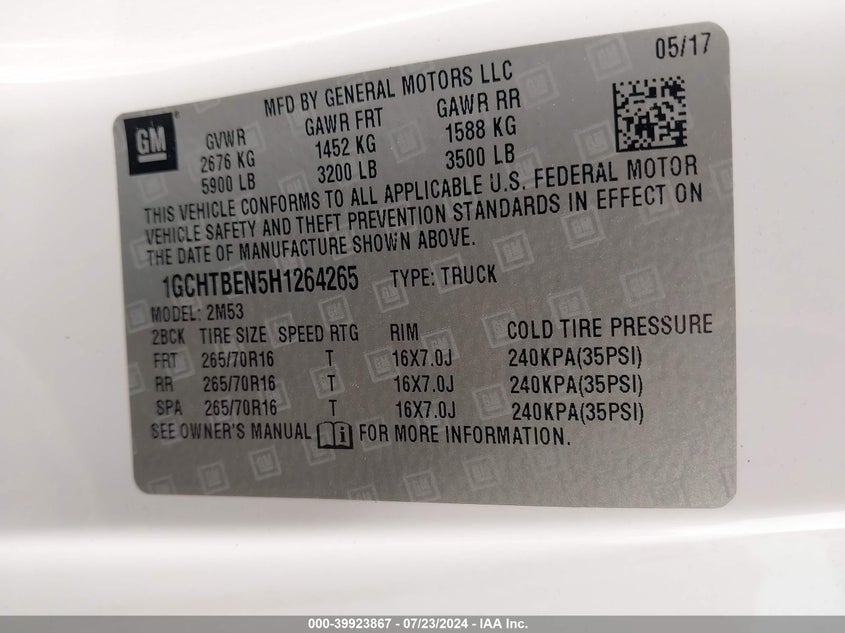 05/17
MFD BY GENERAL MOTORS LLC
GM
GVWR GAWR FRT GAWR RR
2676 KG 1452 KG 1588 KG
5900 LB 3200 LB 3500 LB
THIS VEHICLE CONFORMS TO ALL APPLICABLE U.S. FEDERAL MOTOR
VEHICLE SAFETY AND THEFT PREVENTION STANDARDS IN EFFECT ON
THE DATE OF MANUFACTURE SHOWN ABOVE.
1GCHTBEN5H1264265 TYPE: TRUCK
MODEL: 2M53
2BCK TIRE SIZE SPEED RTG RIM COLD TIRE PRESSURE
FRT 265/70R16 T 16X7.0J 240KPA(35PSI)
RR 265/70R16 T 16X7.0J 240KPA(35PSI)
SPA 265/70R16 T 16X7.0J 240KPA(35PSI)
SEE OWNER'S MANUAL i FOR MORE INFORMATION.
000-39923867 - 07/23/2024 - IAA Inc.